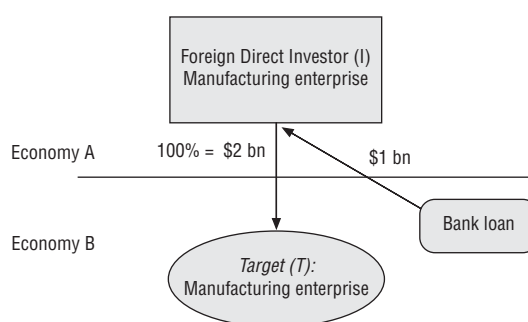 Foreign Direct Investor (I)
Manufacturing enterprise
Economy A
100% = $2 bn
$1 bn
Bank loan
Economy B
Target (T):
Manufacturing enterprise